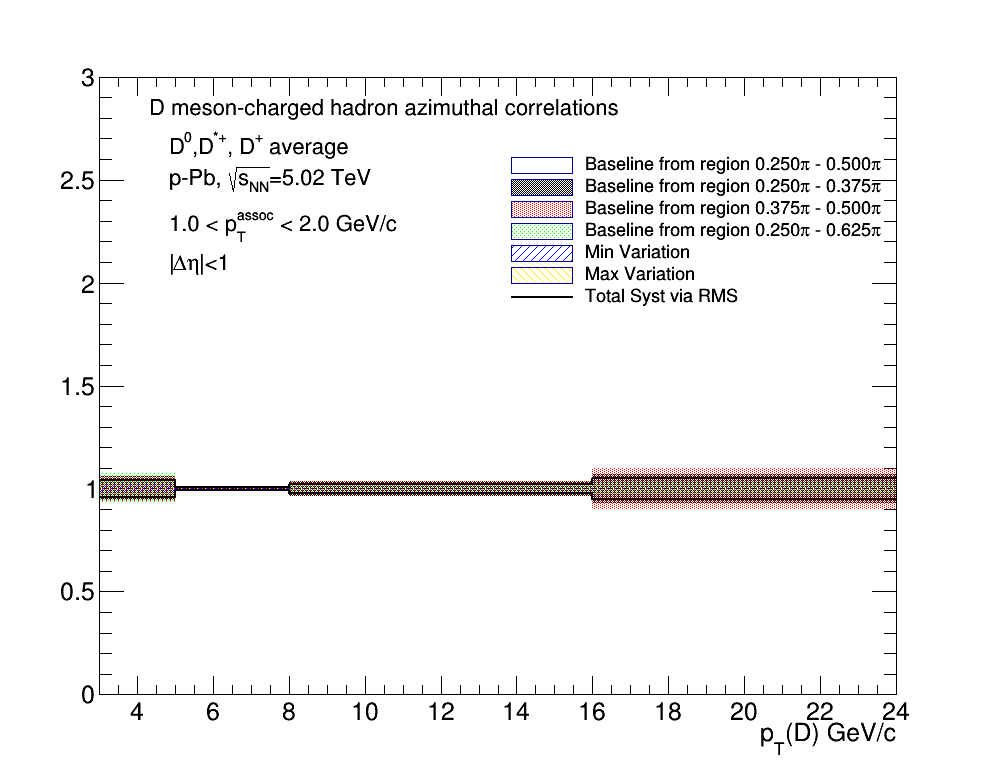 D meson-charged hadron azimuthal correlations
D⁰,D*⁺, D⁺ average
p-Pb, √sNN=5.02 TeV
1.0 < pTassoc < 2.0 GeV/c
|Δη|<1
Baseline from region 0.250π - 0.500π
Baseline from region 0.250π - 0.375π
Baseline from region 0.375π - 0.500π
Baseline from region 0.250π - 0.625π
Min Variation
Max Variation
Total Syst via RMS
3
2.5
2
1.5
1
0.5
0
4 6 8 10 12 14 16 18 20 22 24
pT(D) GeV/c